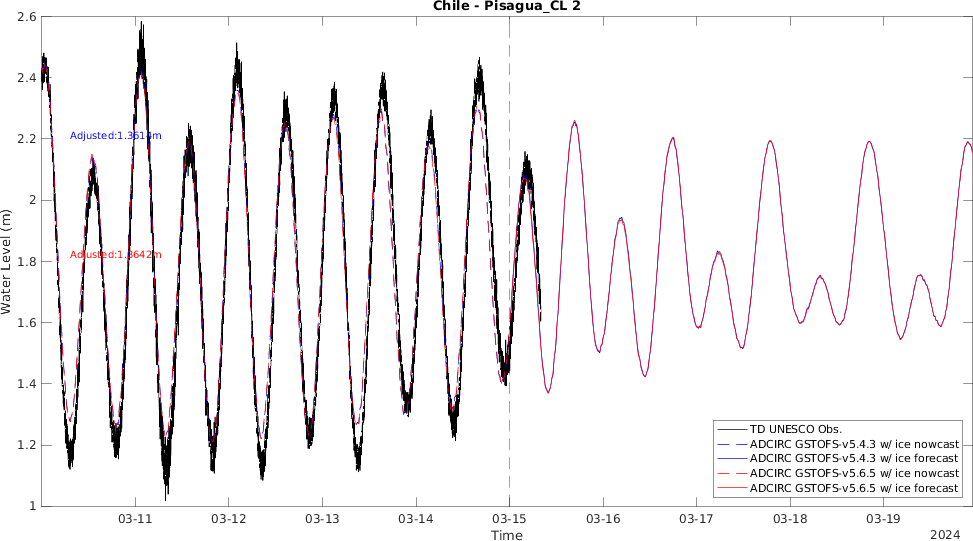 Chile - Pisagua_CL 2
Water Level (m)
2.6
2.4
2.2
2
1.8
1.6
1.4
1.2
1
Adjusted:1.3614m
Adjusted:1.3642m
TD UNESCO Obs.
ADCIRC GSTOFS-v5.4.3 w/ ice nowcast
ADCIRC GSTOFS-v5.4.3 w/ ice forecast
ADCIRC GSTOFS-v5.6.5 w/ ice nowcast
ADCIRC GSTOFS-v5.6.5 w/ ice forecast
03-11 03-12 03-13 03-14 03-15 03-16 03-17 03-18 03-19
Time
2024